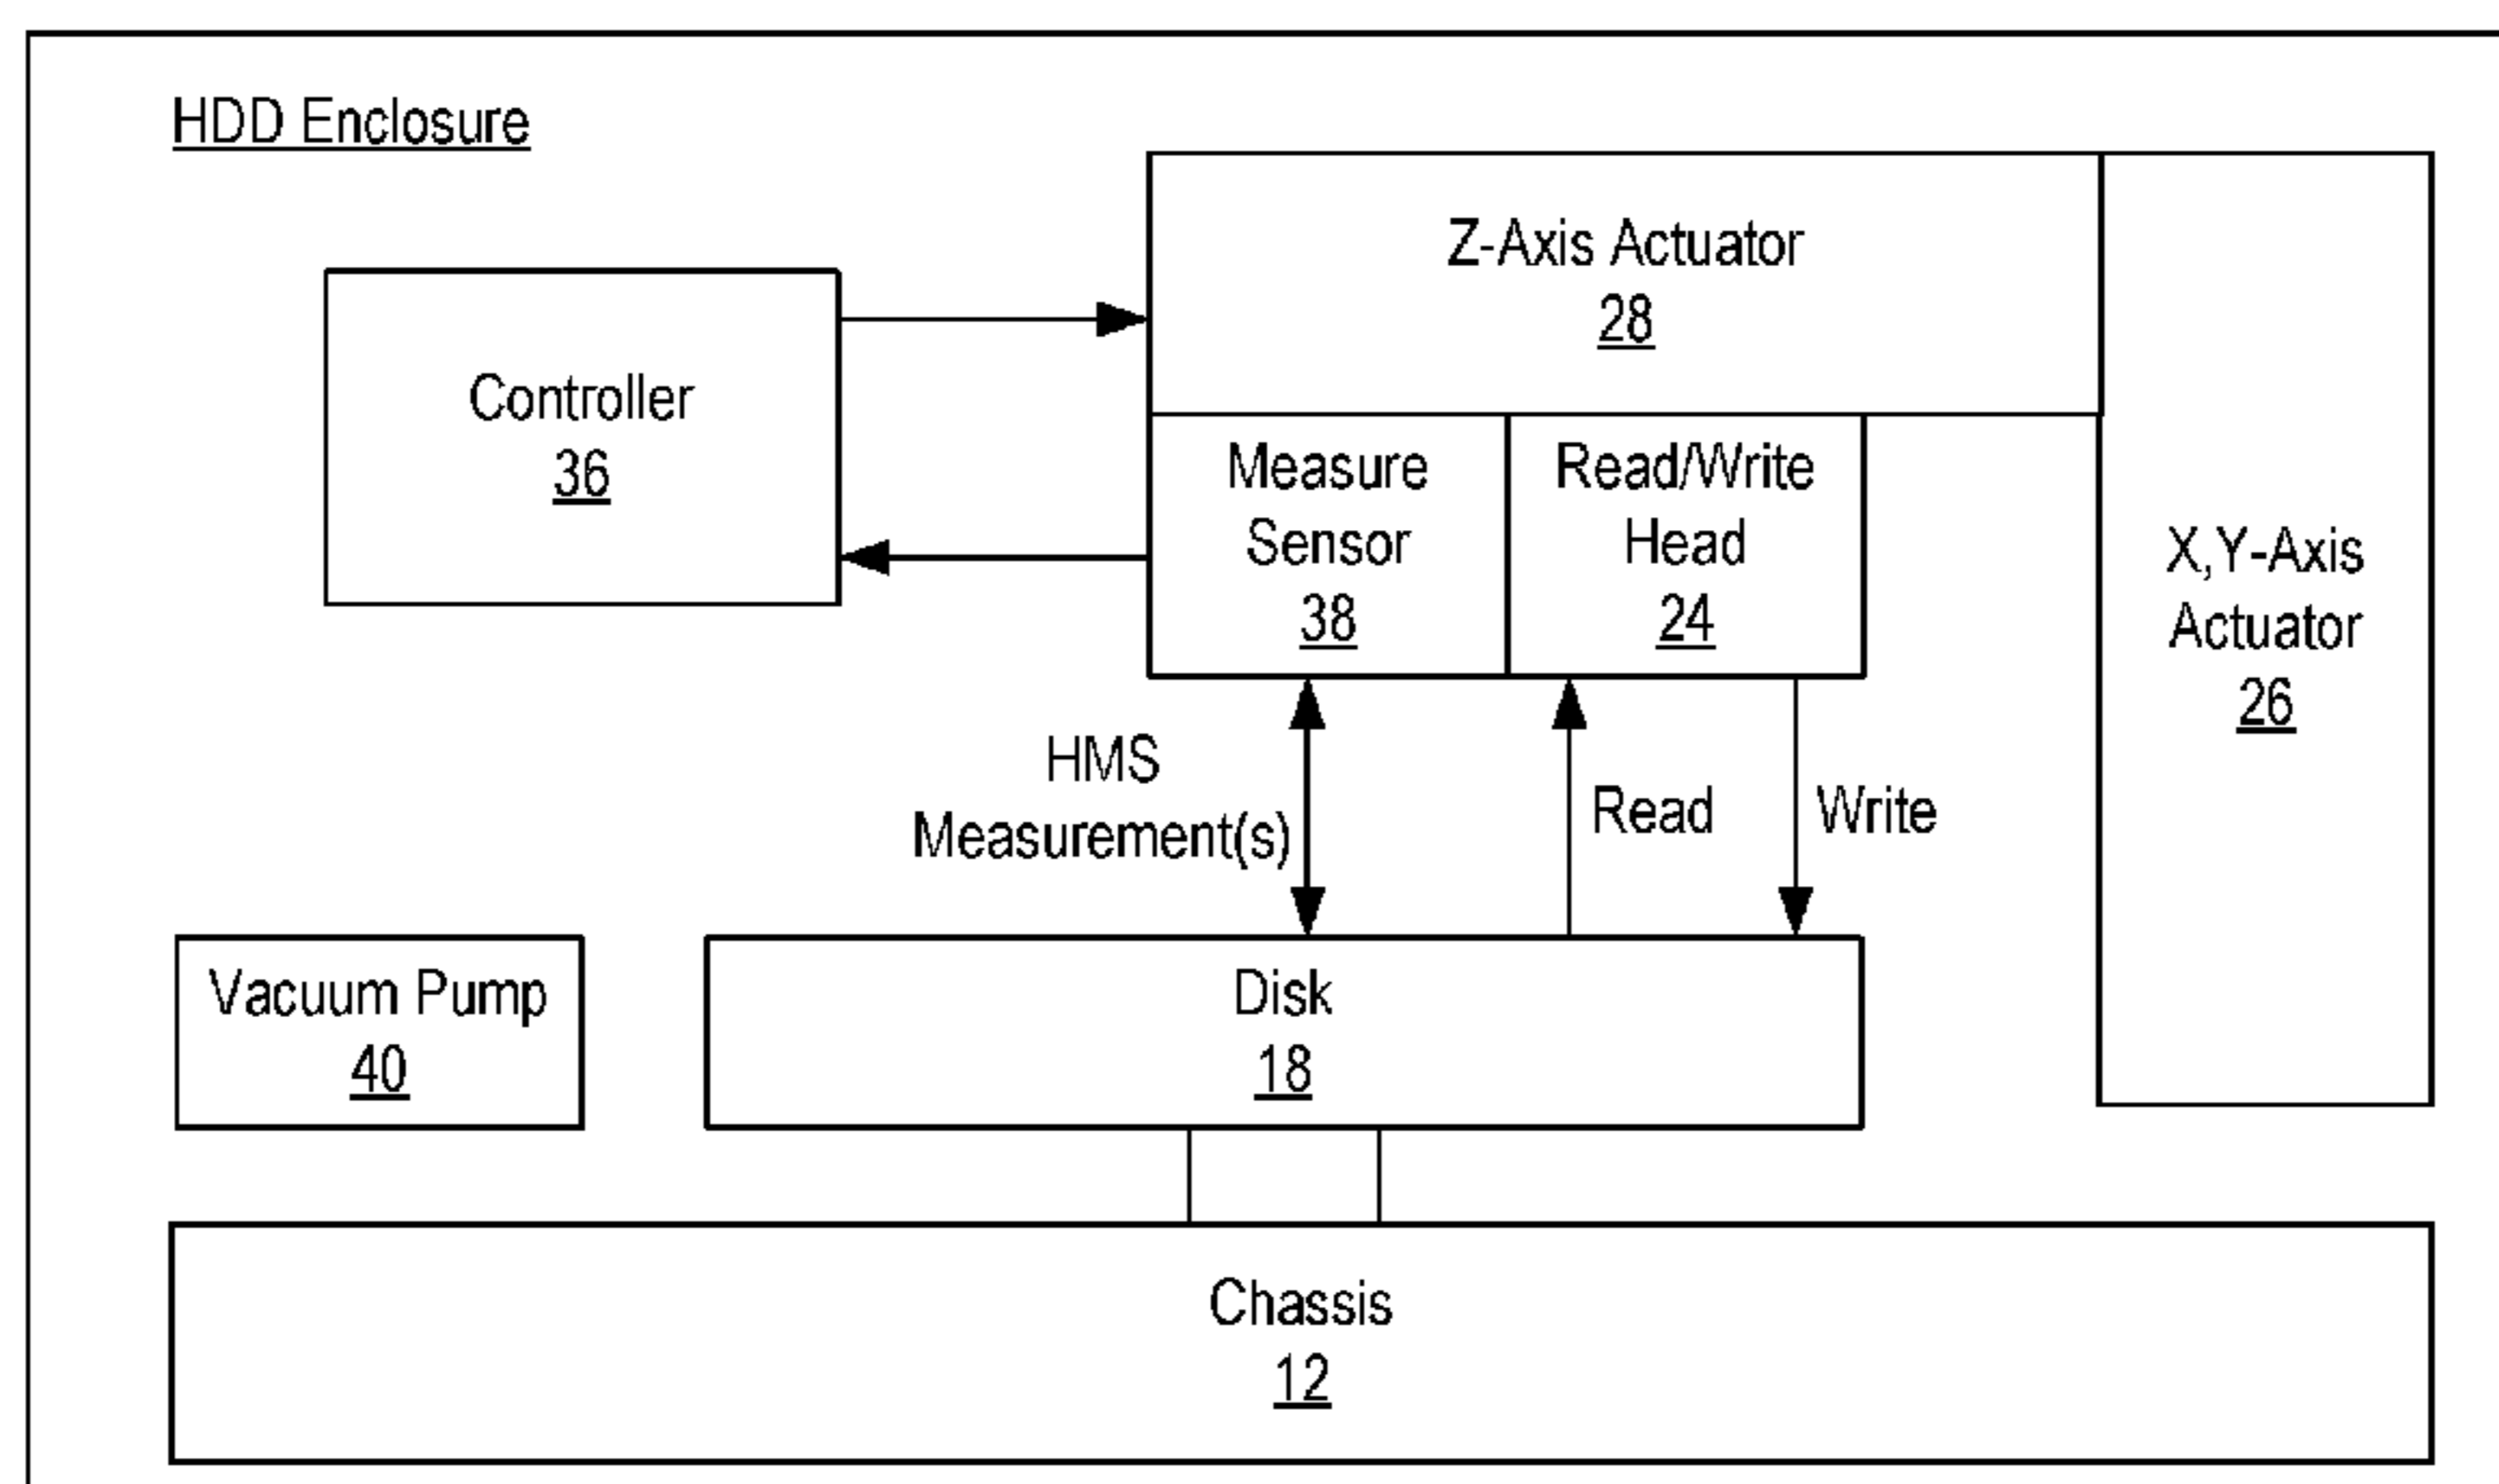 HDD Enclosure
Z-Axis Actuator
28
Controller
36
Measure
Sensor
38
Read/Write
Head
24
X,Y-Axis
Actuator
26
HMS
Measurement(s)
Read
Write
Vacuum Pump
40
Disk
18
Chassis
12